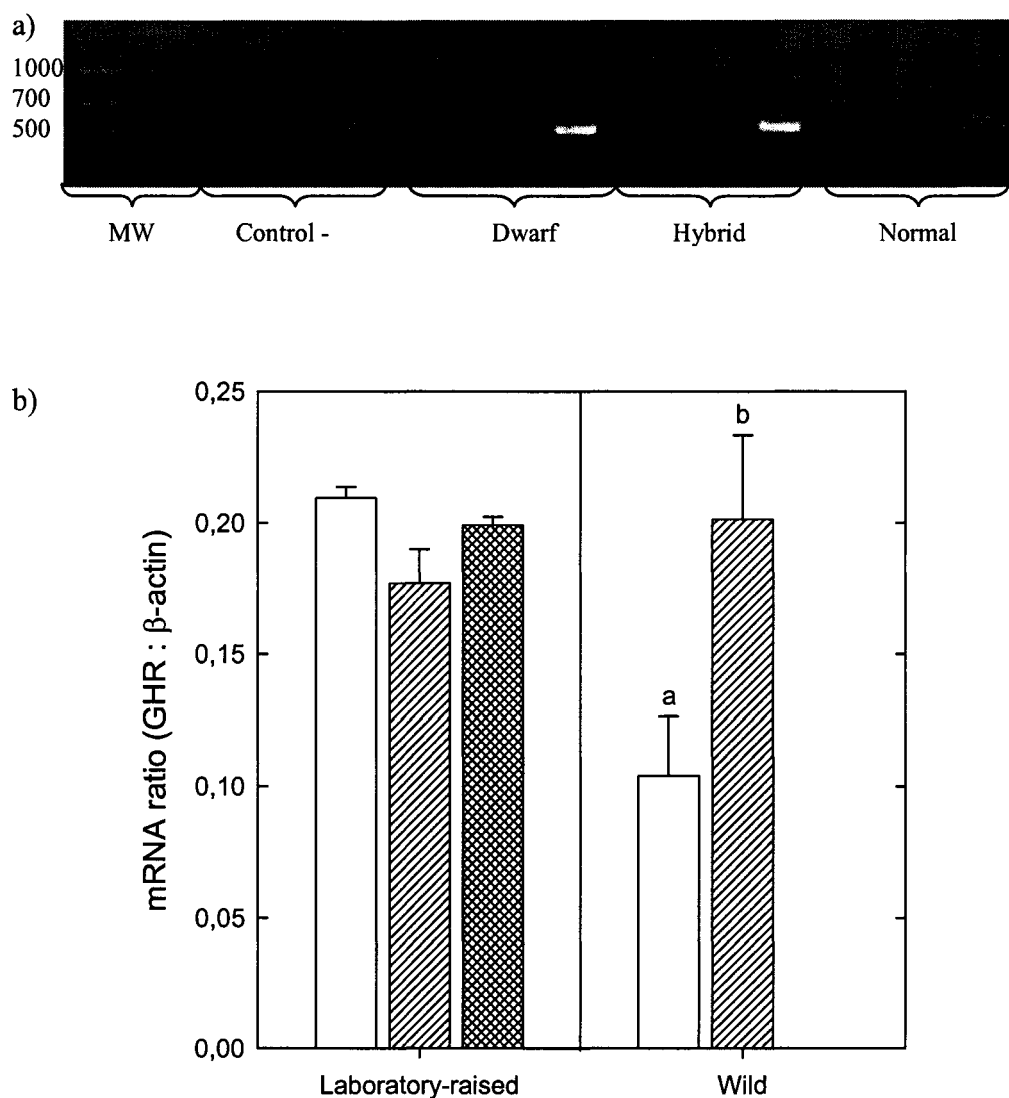 a)
1000
700
500
MW Control - Dwarf Hybrid Normal
b)
mRNA ratio (GHR : β-actin)
0,25
0,20
0,15
0,10
0,05
0,00
a
b
Laboratory-raised Wild